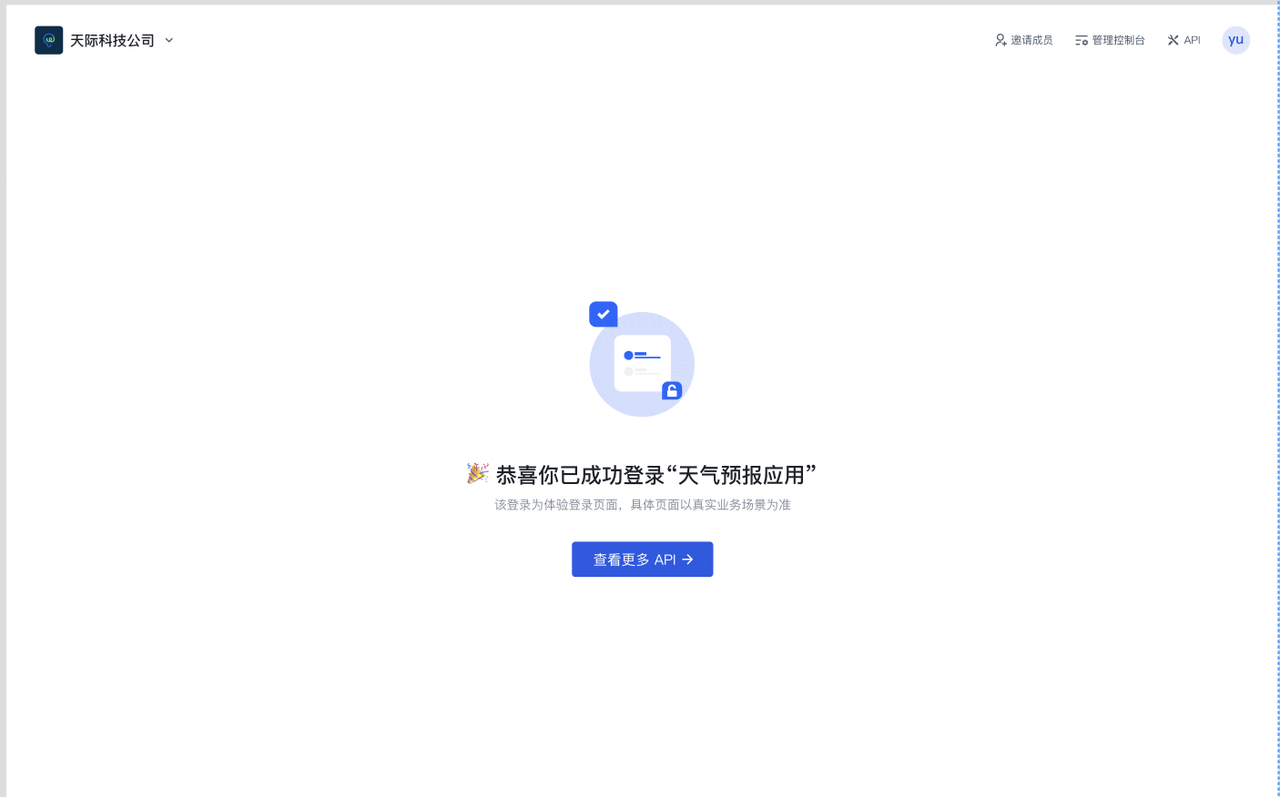 天际科技公司
邀请成员
管理控制台
API
yu
恭喜你已成功登录“天气预报应用”
该登录为体验登录页面，具体页面以真实业务场景为准
查看更多 API →